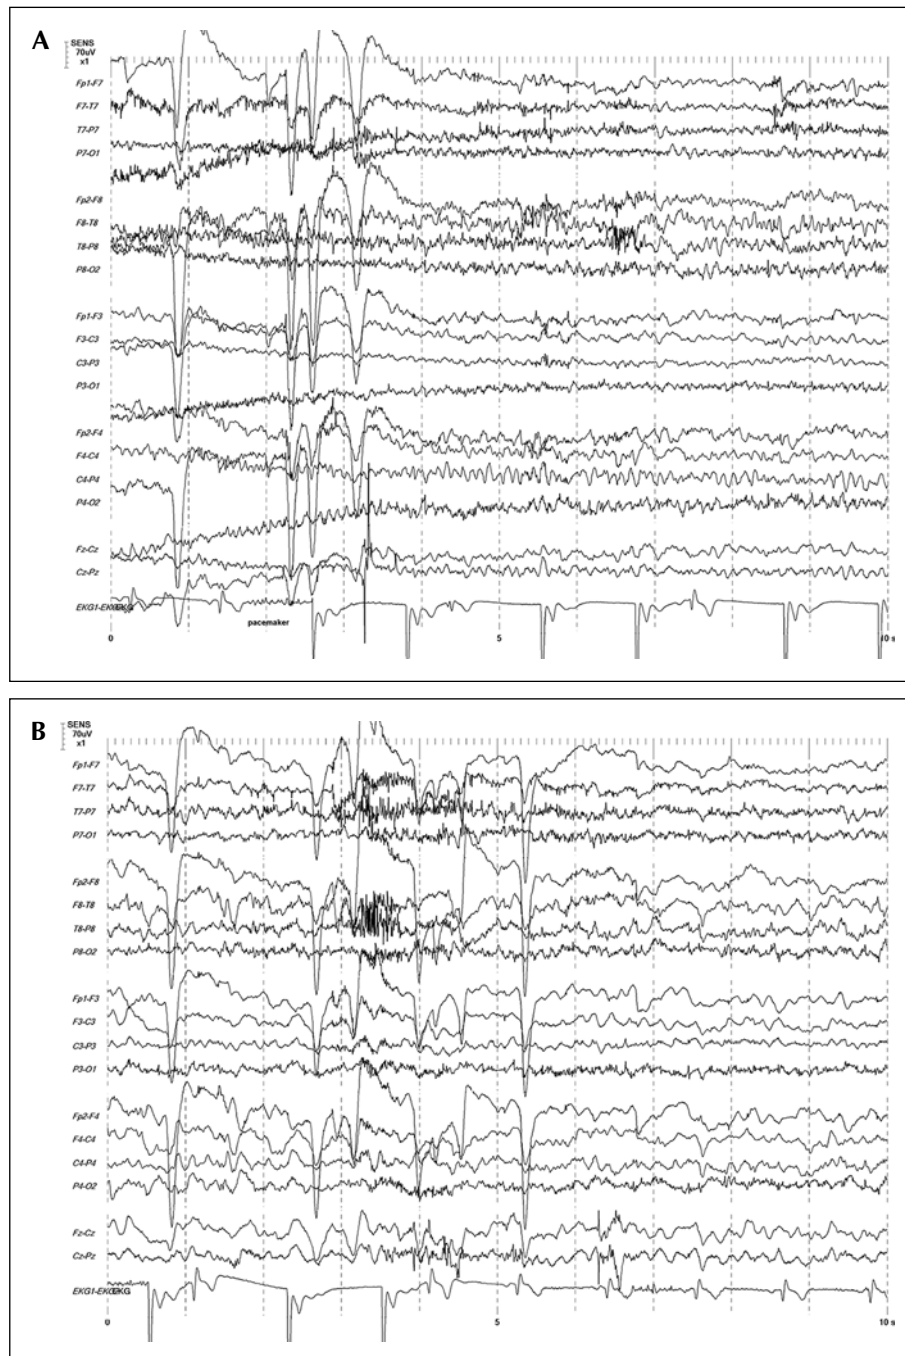 A
SENS
70uV
x1
Fp1-F7
F7-T7
T7-P7
P7-O1
Fp2-F8
F8-T8
T8-P8
P8-O2
Fp1-F3
F3-C3
C3-P3
P3-O1
Fp2-F4
F4-C4
C4-P4
P4-O2
Fz-Cz
Cz-Pz
pacemaker
0 5 10 s
B
SENS
70uV
x1
Fp1-F7
F7-T7
T7-P7
P7-O1
Fp2-F8
F8-T8
T8-P8
P8-O2
Fp1-F3
F3-C3
C3-P3
P3-O1
Fp2-F4
F4-C4
C4-P4
P4-O2
Fz-Cz
Cz-Pz
0 5 10 s